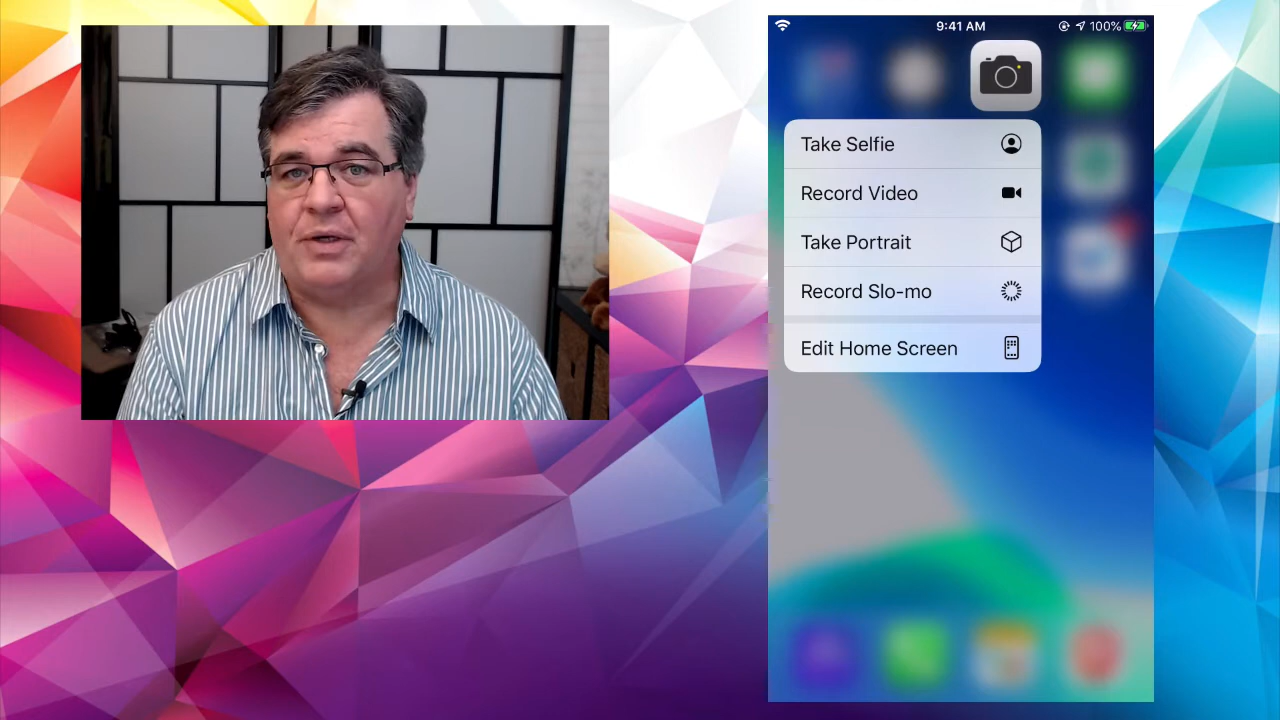 9:41 AM
100%
Take Selfie
Record Video
Take Portrait
Record Slo-mo
Edit Home Screen